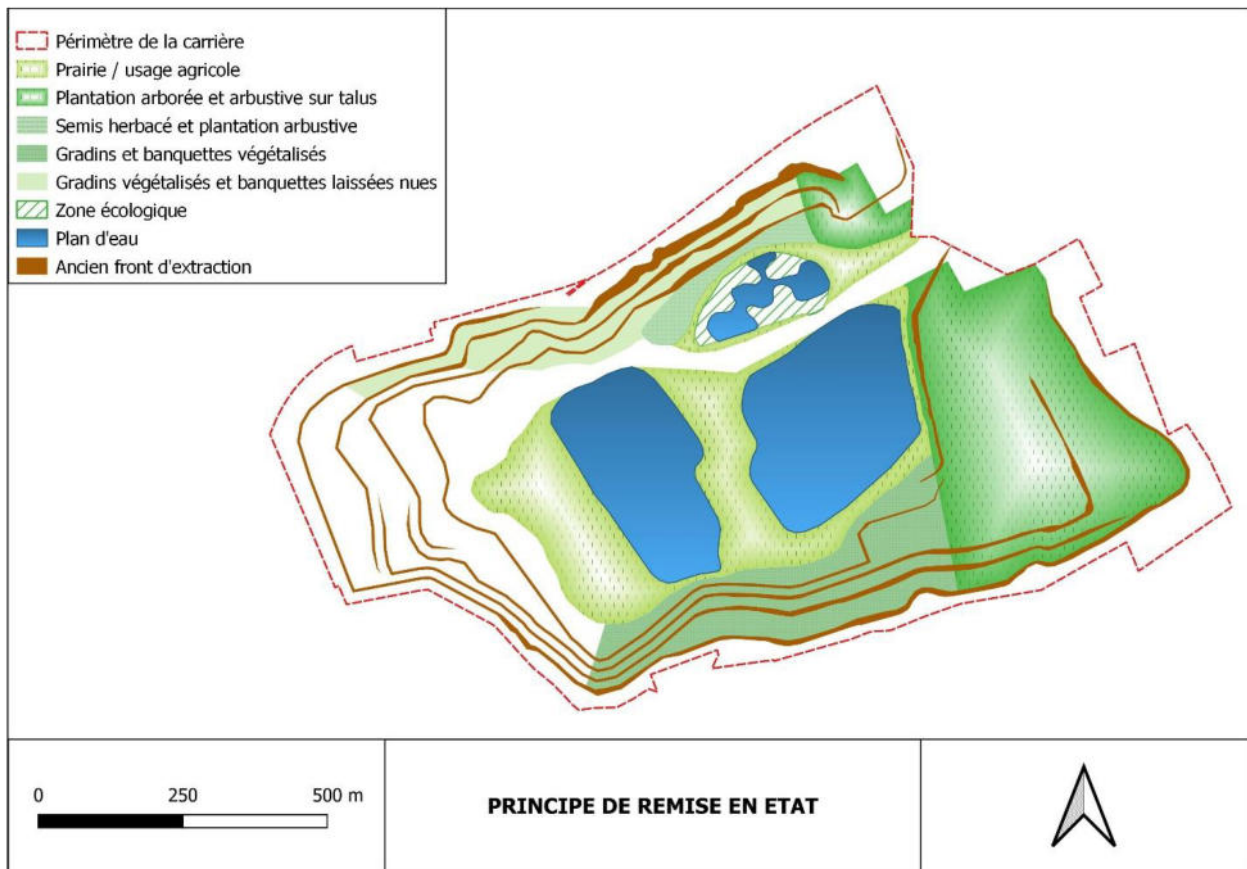 Périmètre de la carrière
Prairie / usage agricole
Plantation arborée et arbustive sur talus
Semis herbacé et plantation arbustive
Gradins et banquettes végétalisés
Gradins végétalisés et banquettes laissées nues
Zone écologique
Plan d'eau
Ancien front d'extraction
0 250 500 m
PRINCIPE DE REMISE EN ETAT